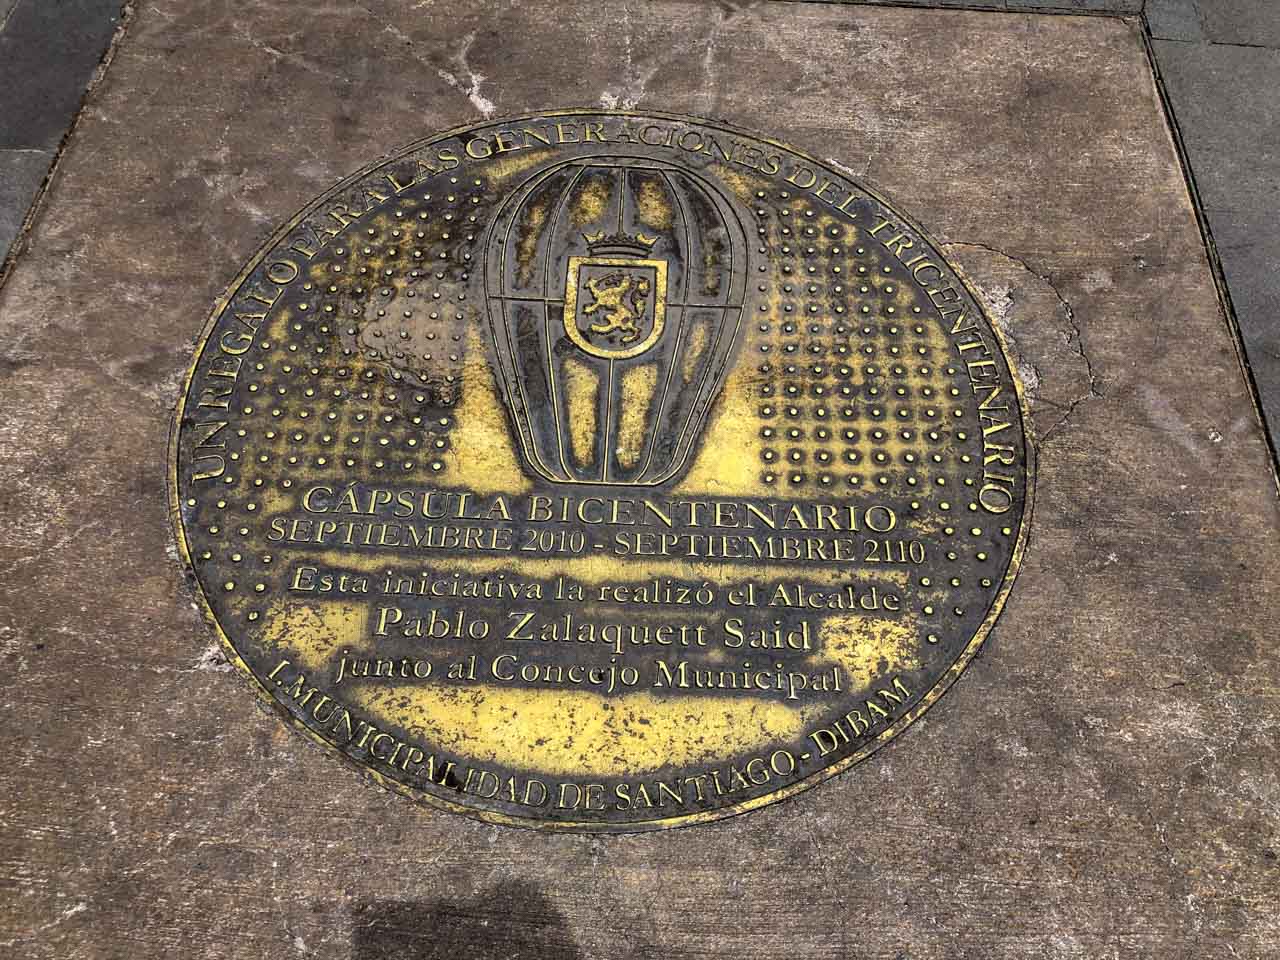 UN REGALO PARA LAS GENERACIONES DEL TRICENTENARIO
CÁPSULA BICENTENARIO
SEPTIEMBRE 2010 - SEPTIEMBRE 2110
Esta iniciativa la realizó el Alcalde
Pablo Zalaquett Said
junto al Concejo Municipal
I. MUNICIPALIDAD DE SANTIAGO - DIBAM